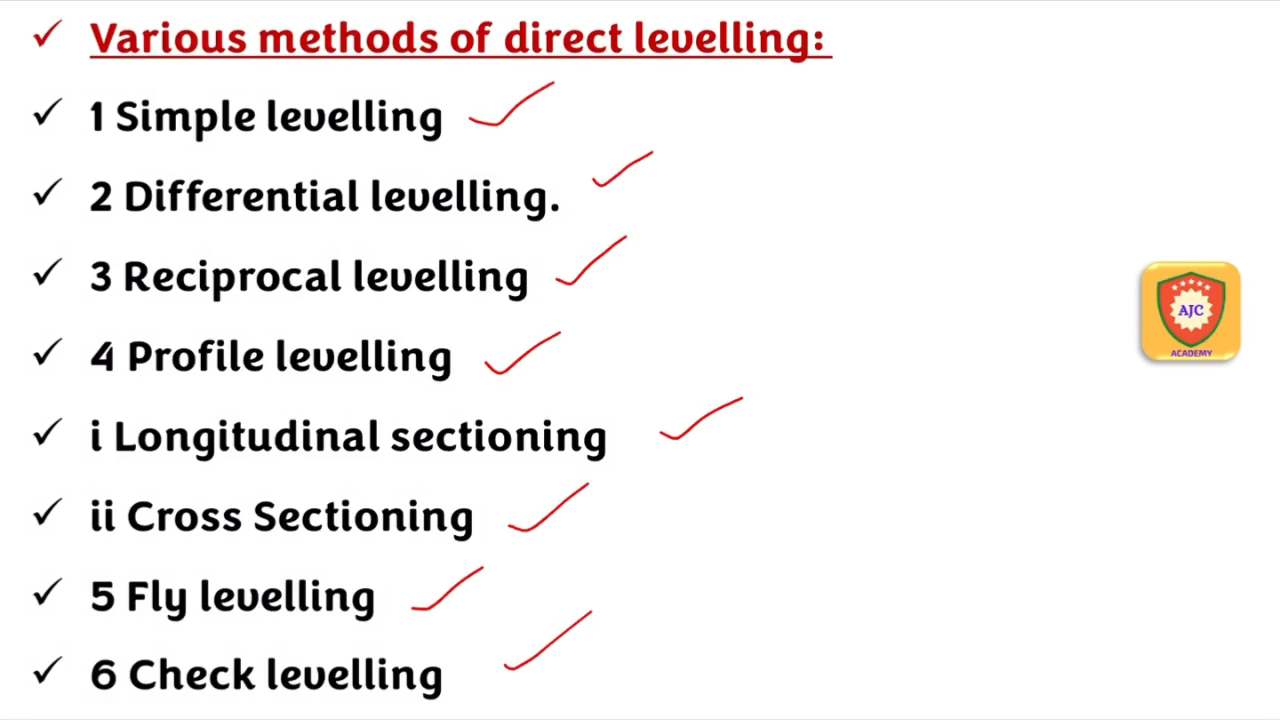 Various methods of direct levelling:
1 Simple levelling
2 Differential levelling.
3 Reciprocal levelling
4 Profile levelling
i Longitudinal sectioning
ii Cross Sectioning
5 Fly levelling
6 Check levelling
AJC
ACADEMY